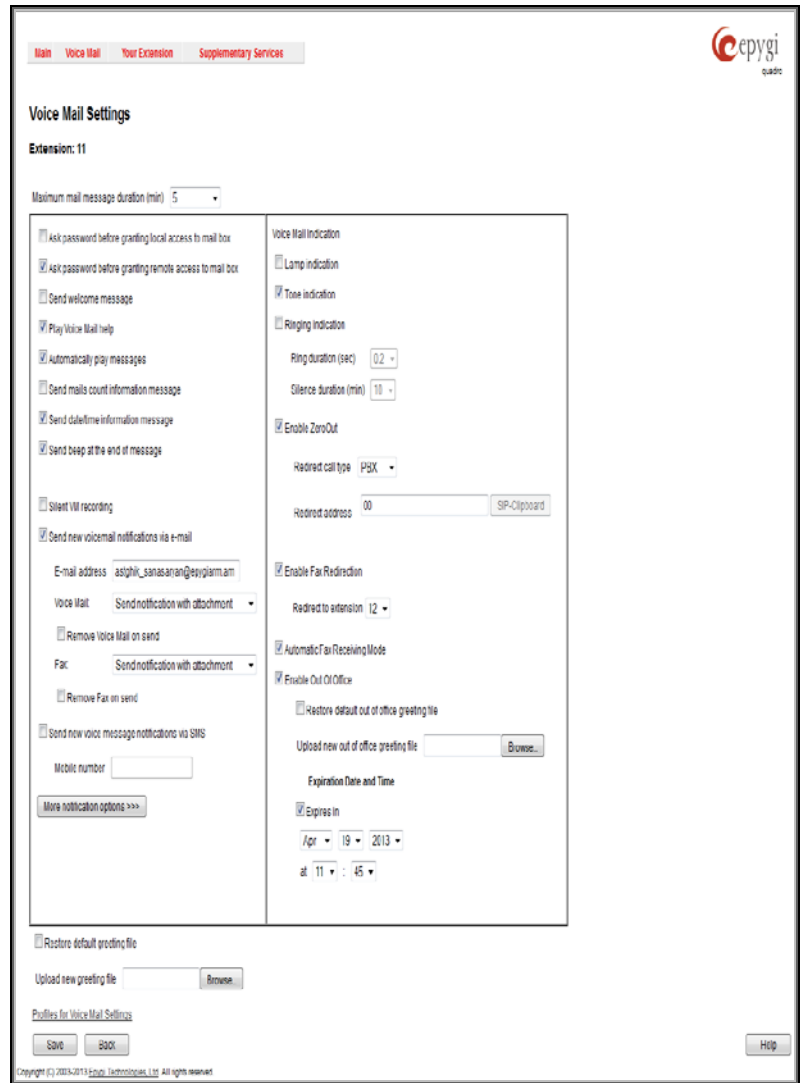 Main Voice Mail Your Extension Supplementary Services
epygi
quadro
Voice Mail Settings
Extension: 11
Maximum mail message duration (min) 5
Ask password before granting local access to mail box
Ask password before granting remote access to mail box
Send welcome message
Play Voice Mail help
Automatically play messages
Send mails count information message
Send date/time information message
Send beep at the end of message
Silent VM recording
Send new voicemail notifications via e-mail
E-mail address astghik_sanasarjan@epygiarm.am
Voice Mail: Send notification with attachment
Remove Voice Mail on send
Fax: Send notification with attachment
Remove Fax on send
Send new voice message notifications via SMS
Mobile number
More notification options >>>
Voice Mail Indication
Lamp indication
Tone indication
Ringing Indication
Ring duration (sec) 0.2
Silence duration (min) 10
Enable ZeroOut
Redirect call type PBX
Redirect address 00 SIP-Clipboard
Enable Fax Redirection
Redirect to extension 12
Automatic Fax Receiving Mode
Enable Out Of Office
Restore default out of office greeting file
Upload new out of office greeting file Browse..
Expiration Date and Time
Expires in
Apr 19 2013
at 11 : 45
Restore default greeting file
Upload new greeting file Browse..
Profiles for Voice Mail Settings
Save Back Help
Copyright (C) 2003-2013 Epygi Technologies, Ltd. All rights reserved